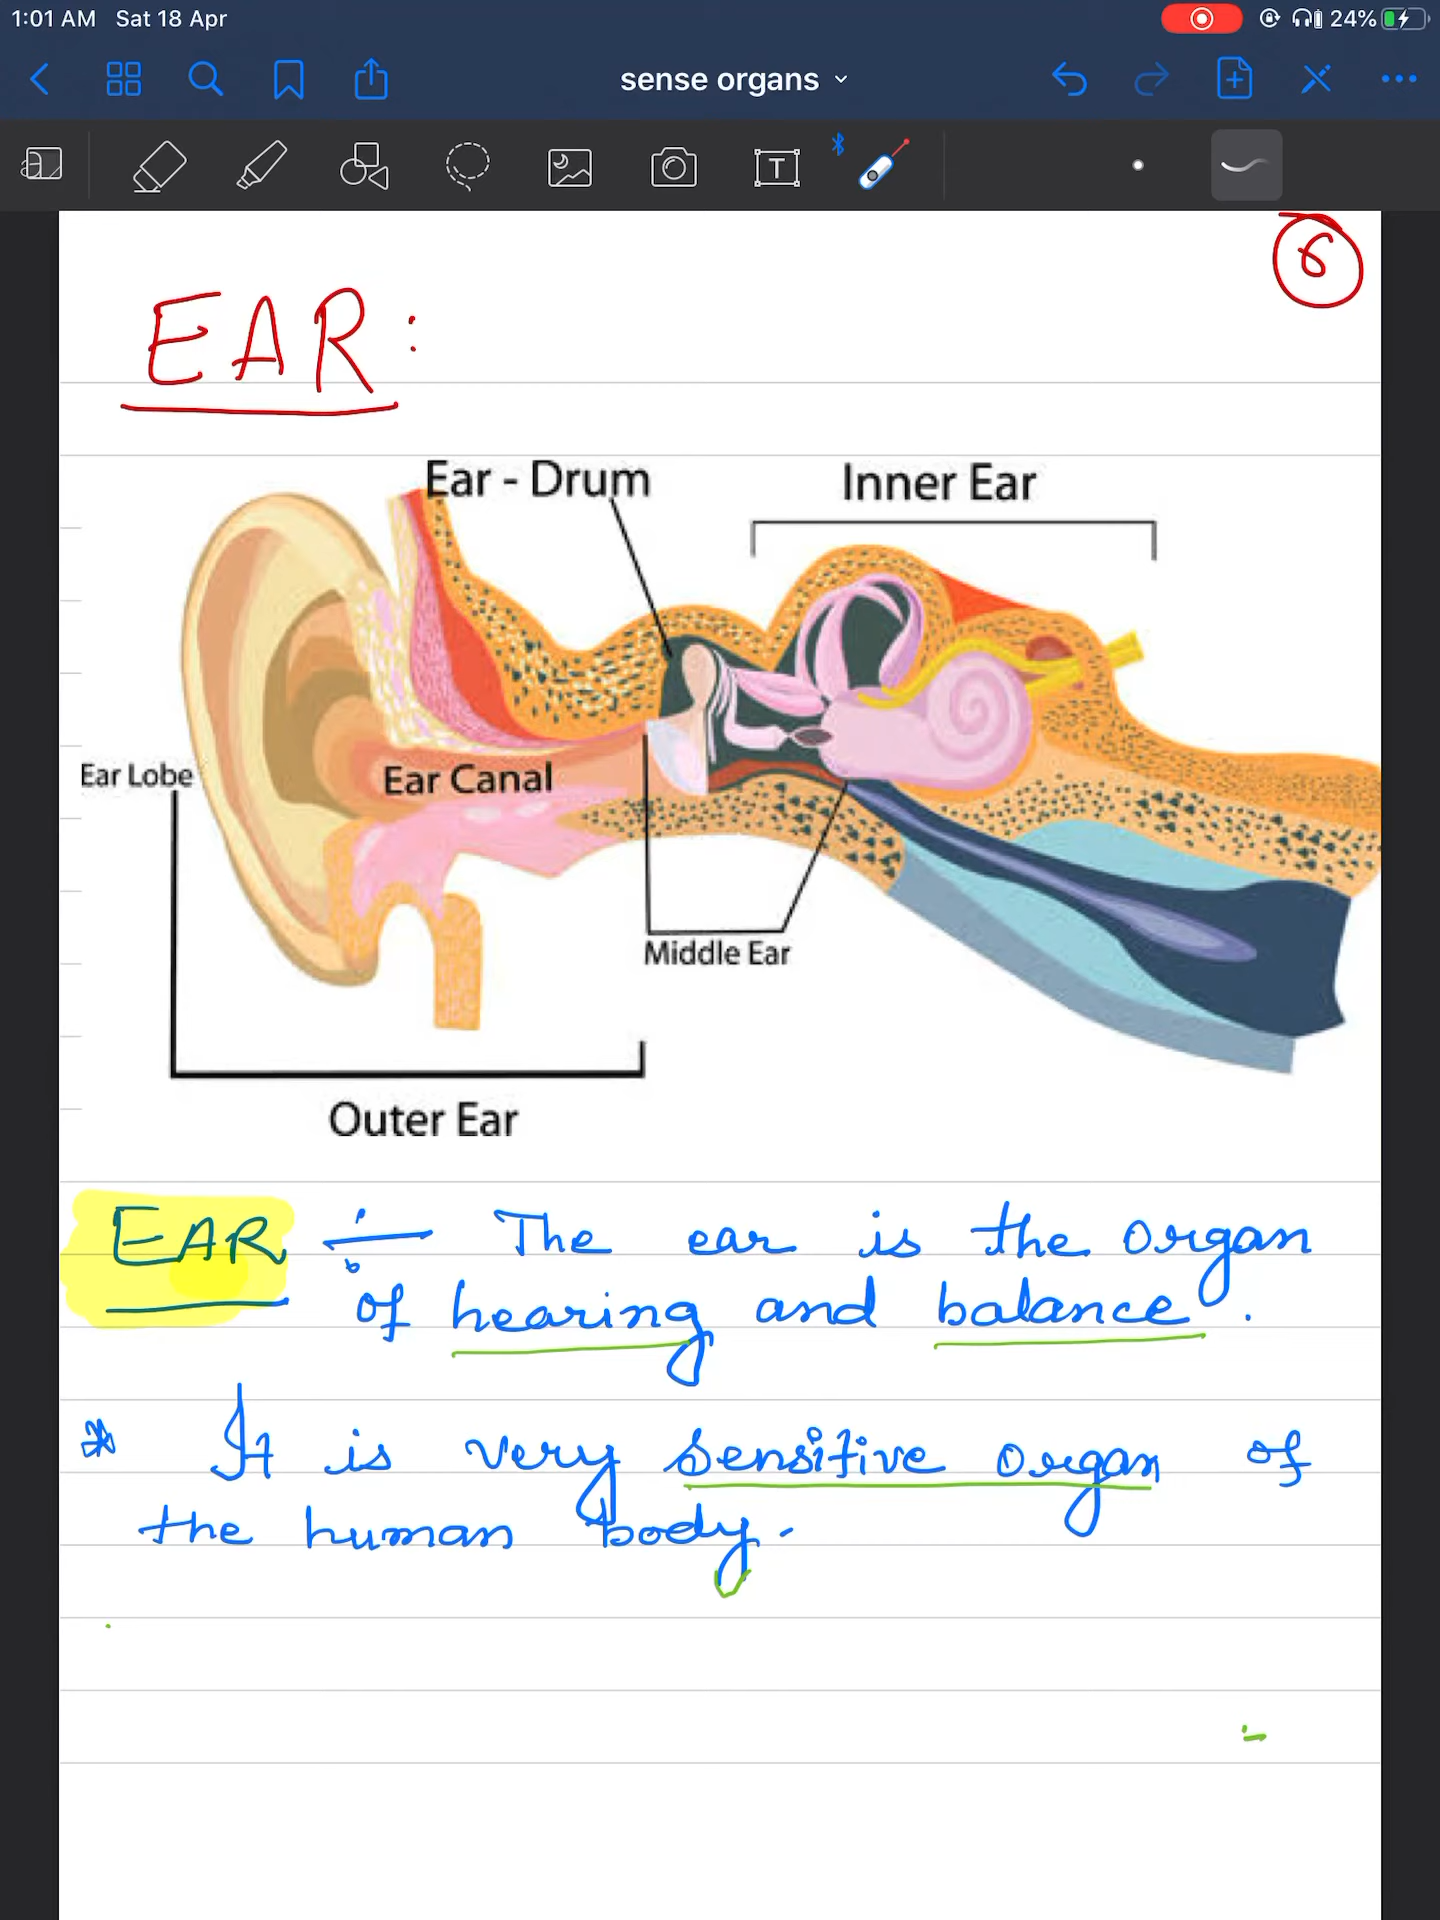 1:01 AM Sat 18 Apr
24%
sense organs
T
6
EAR:
Ear - Drum
Inner Ear
Ear Lobe
Ear Canal
Middle Ear
Outer Ear
EAR :- The ear is the organ
of hearing and balance.
* It is very sensitive organ of
the human body.